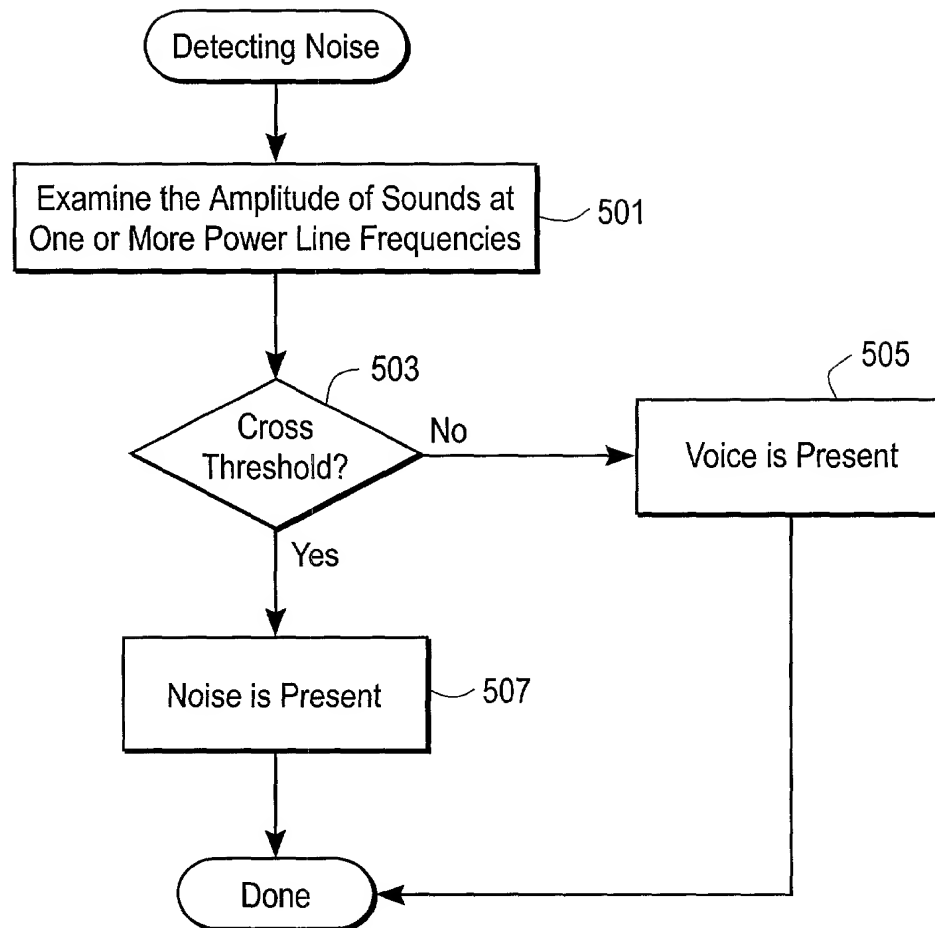 Detecting Noise
Examine the Amplitude of Sounds at
One or More Power Line Frequencies
501
503
Cross
Threshold?
No
505
Voice is Present
Yes
Noise is Present
507
Done